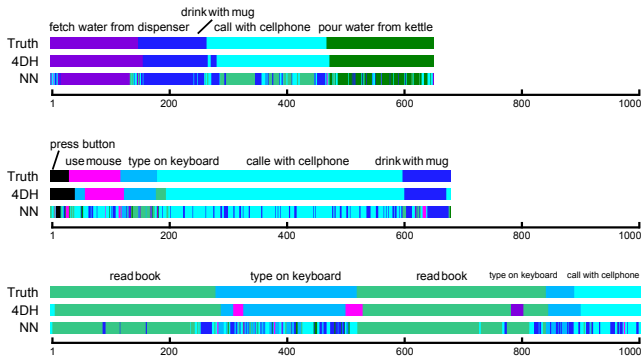 drink with mug
fetch water from dispenser call with cellphone pour water from kettle
Truth
4DH
NN
1 200 400 600 800 1000
press button
use mouse type on keyboard calle with cellphone drink with mug
Truth
4DH
NN
1 200 400 600 800 1000
read book type on keyboard read book type on keyboard call with cellphone
Truth
4DH
NN
1 200 400 600 800 1000